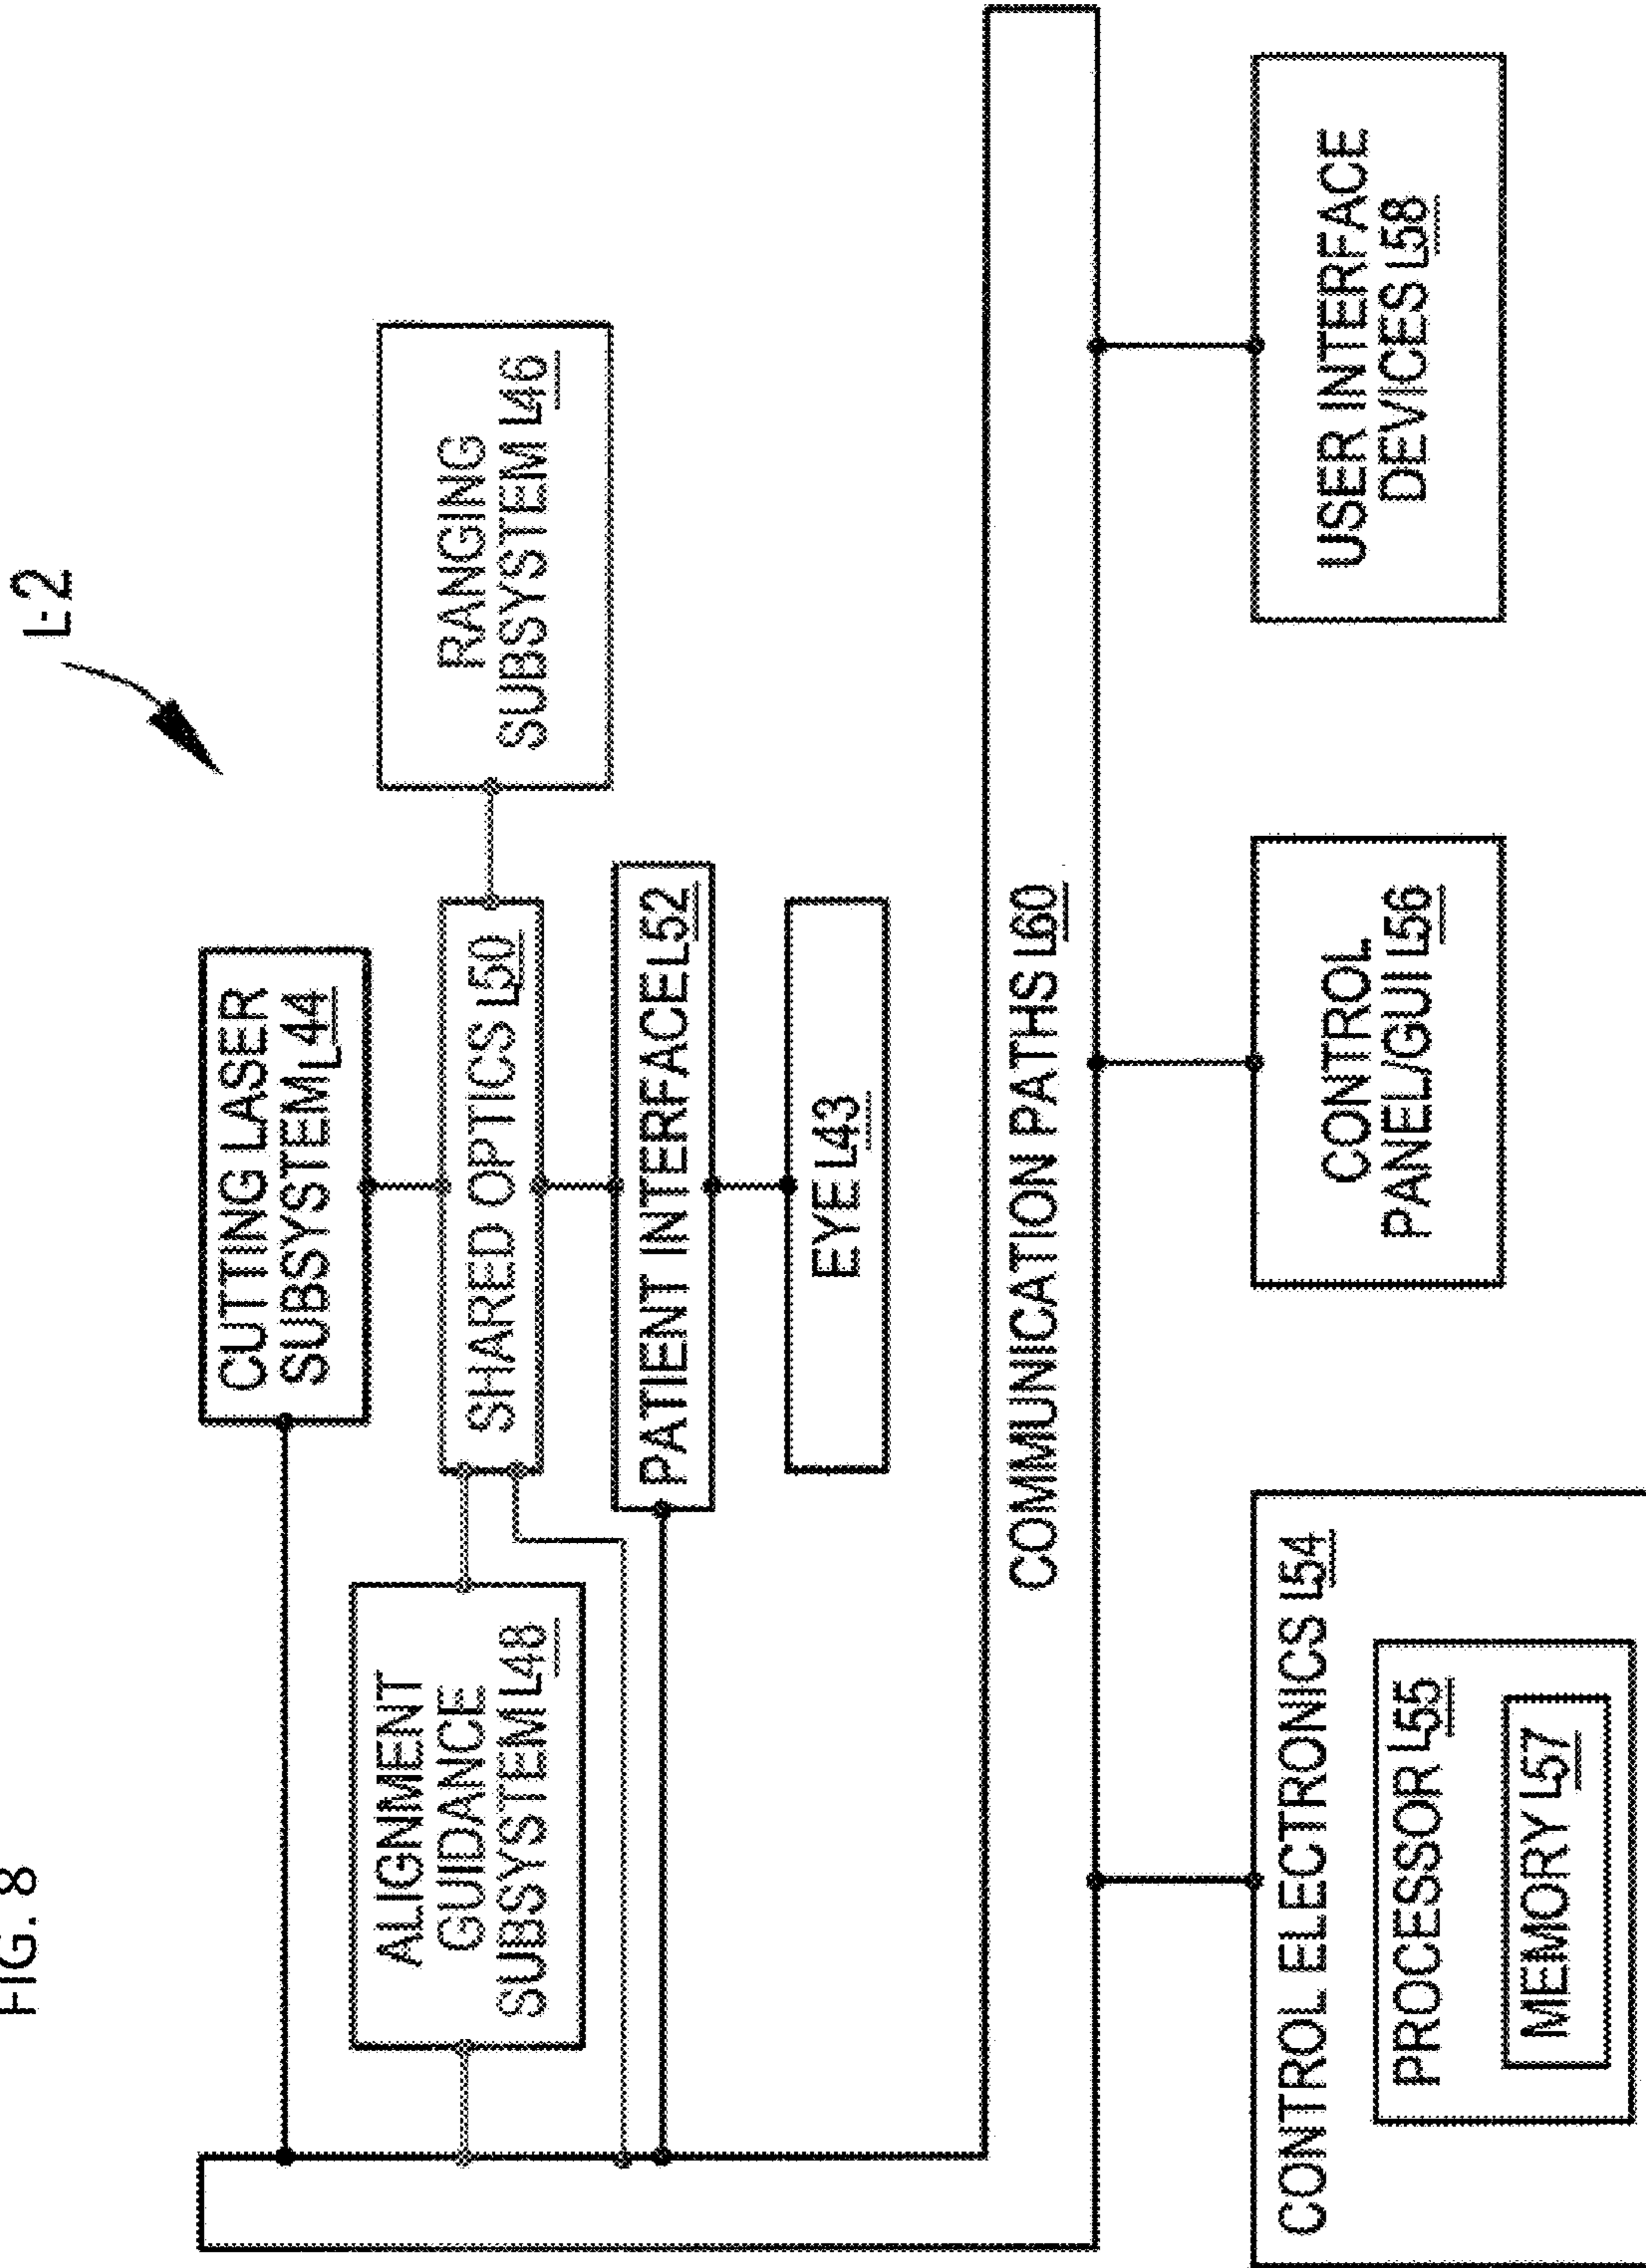 FIG. 8
L-2
CUTTING LASER
SUBSYSTEM L44
ALIGNMENT
GUIDANCE
SUBSYSTEM L48
SHARED OPTICS L50
RANGING
SUBSYSTEM L46
PATIENT INTERFACE L52
EYE L43
COMMUNICATION PATHS L60
CONTROL ELECTRONICS L54
PROCESSOR L55
MEMORY L57
CONTROL
PANEL/GUI L56
USER INTERFACE
DEVICES L58